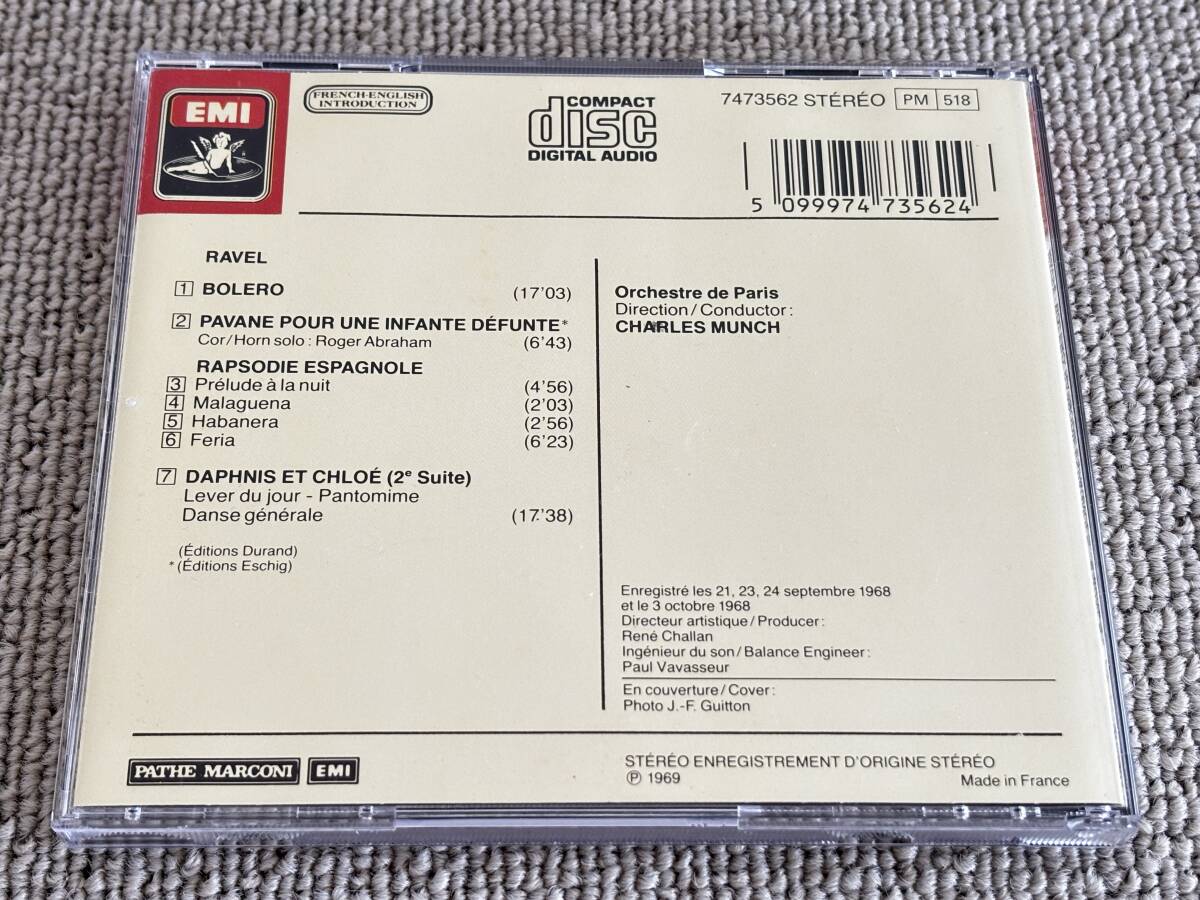 EMI
FRENCH-ENGLISH
INTRODUCTION
COMPACT
disc
DIGITAL AUDIO
7473562 STÉRÉO PM 518
5 099974 735624
RAVEL
1 BOLERO (17'03)
2 PAVANE POUR UNE INFANTE DÉFUNTE*
Cor/Horn solo : Roger Abraham (6'43)
RAPSODIE ESPAGNOLE
3 Prélude à la nuit (4'56)
4 Malaguena (2'03)
5 Habanera (2'56)
6 Feria (6'23)
7 DAPHNIS ET CHLOÉ (2e Suite)
Lever du jour - Pantomime
Danse générale (17'38)
(Éditions Durand)
*(Éditions Eschig)
Orchestre de Paris
Direction/Conductor :
CHARLES MUNCH
Enregistré les 21, 23, 24 septembre 1968
et le 3 octobre 1968
Directeur artistique/Producer :
René Challan
Ingénieur du son/Balance Engineer :
Paul Vavasseur
En couverture/Cover :
Photo J.-F. Guitton
PATHE MARCONI EMI
STÉRÉO ENREGISTREMENT D'ORIGINE STÉRÉO
℗ 1969
Made in France